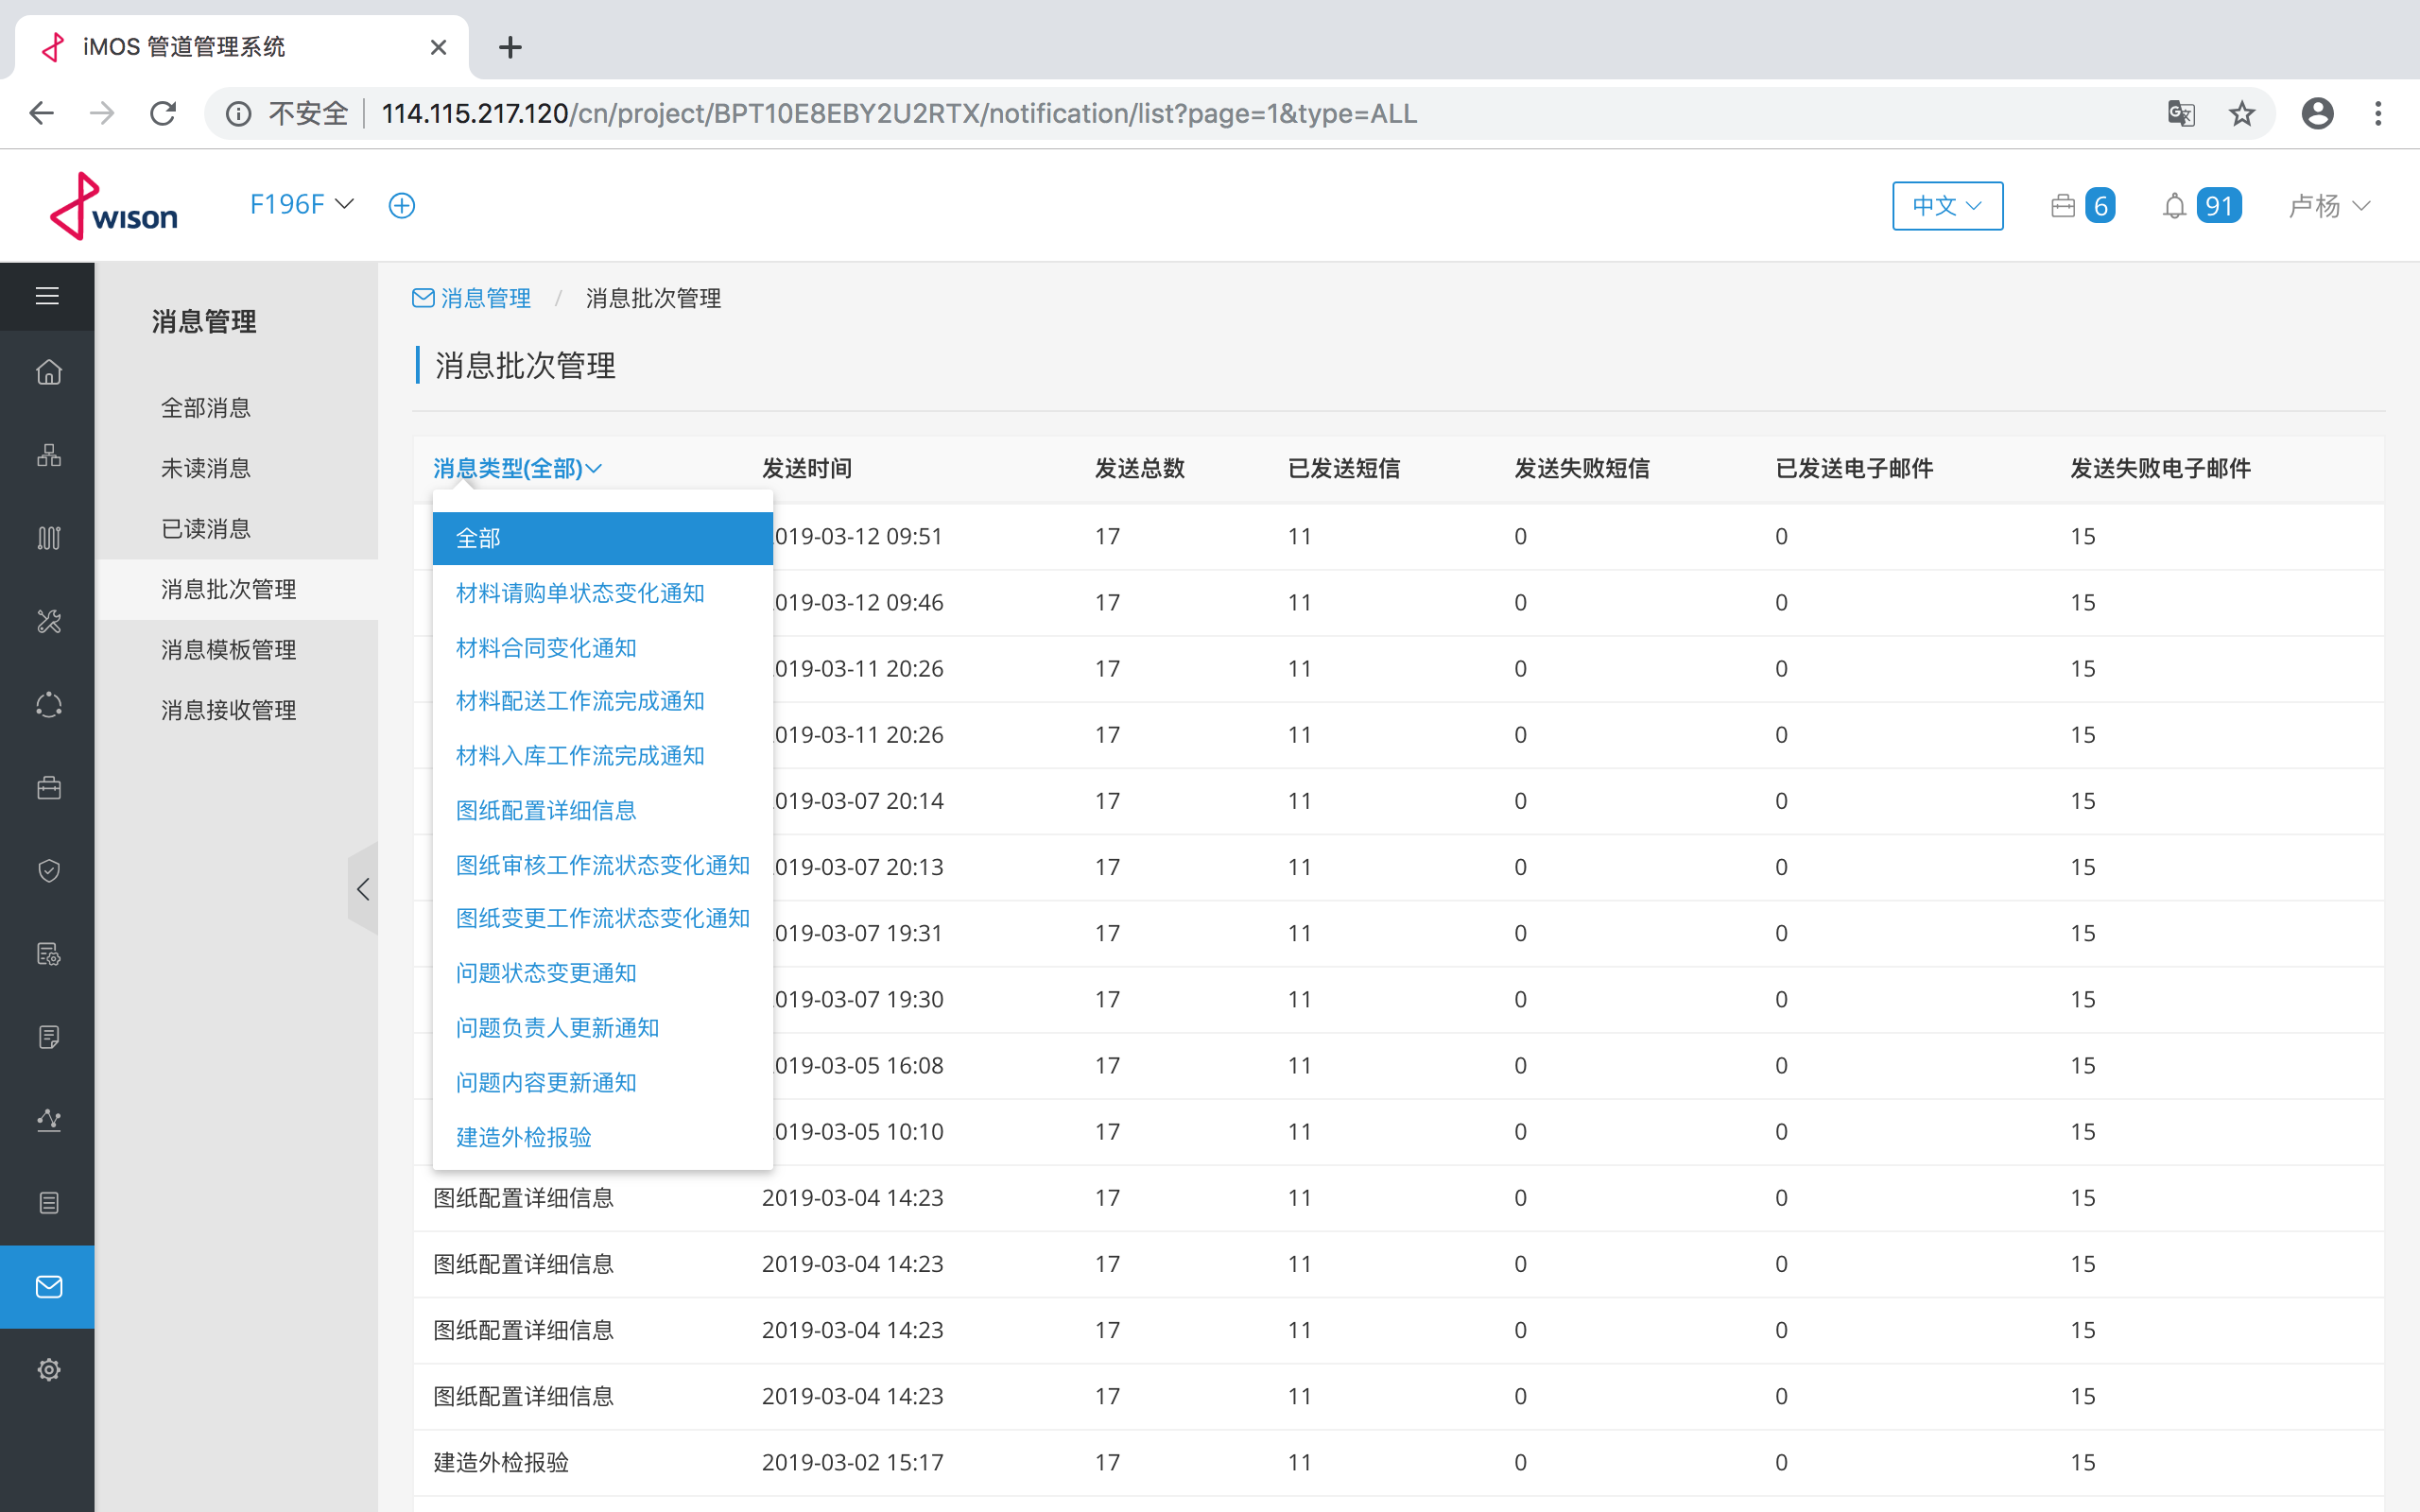 iMOS 管道管理系统
不安全 114.115.217.120/cn/project/BPT10E8EBY2U2RTX/notification/list?page=1&type=ALL
wison F196F 中文 6 91 卢杨
消息管理
全部消息
未读消息
已读消息
消息批次管理
消息模板管理
消息接收管理
消息管理 / 消息批次管理
消息批次管理
消息类型(全部) 发送时间 发送总数 已发送短信 发送失败短信 已发送电子邮件 发送失败电子邮件
全部
材料请购单状态变化通知
材料合同变化通知
材料配送工作流完成通知
材料入库工作流完成通知
图纸配置详细信息
图纸审核工作流状态变化通知
图纸变更工作流状态变化通知
问题状态变更通知
问题负责人更新通知
问题内容更新通知
建造外检报验
019-03-12 09:51 17 11 0 0 15
019-03-12 09:46 17 11 0 0 15
019-03-11 20:26 17 11 0 0 15
019-03-11 20:26 17 11 0 0 15
019-03-07 20:14 17 11 0 0 15
019-03-07 20:13 17 11 0 0 15
019-03-07 19:31 17 11 0 0 15
019-03-07 19:30 17 11 0 0 15
019-03-05 16:08 17 11 0 0 15
019-03-05 10:10 17 11 0 0 15
图纸配置详细信息 2019-03-04 14:23 17 11 0 0 15
图纸配置详细信息 2019-03-04 14:23 17 11 0 0 15
图纸配置详细信息 2019-03-04 14:23 17 11 0 0 15
图纸配置详细信息 2019-03-04 14:23 17 11 0 0 15
建造外检报验 2019-03-02 15:17 17 11 0 0 15